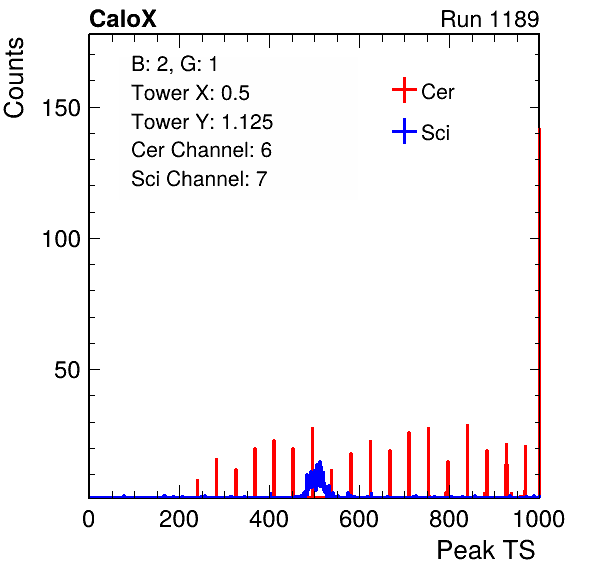 CaloX Run 1189
Counts
B: 2, G: 1
Tower X: 0.5
Tower Y: 1.125
Cer Channel: 6
Sci Channel: 7
Cer
Sci
150
100
50
0 200 400 600 800 1000
Peak TS